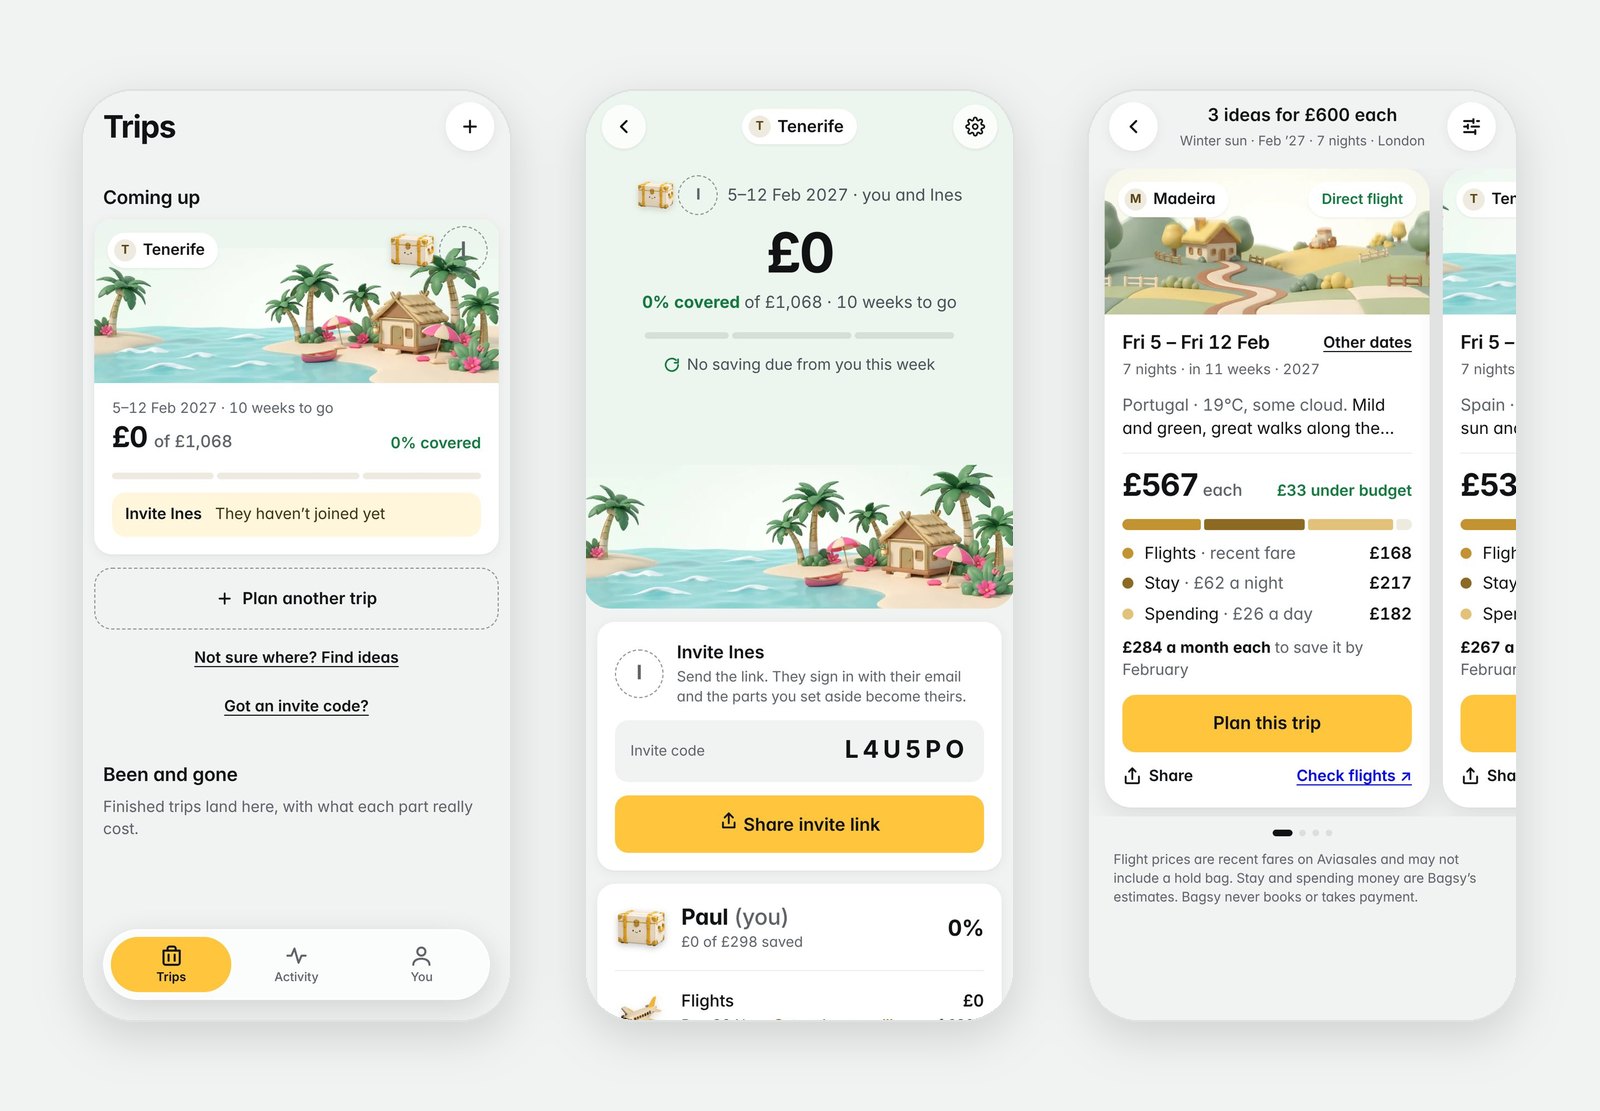 Trips
Coming up
T Tenerife
I
5–12 Feb 2027 · 10 weeks to go
£0 of £1,068
0% covered
Invite Ines They haven’t joined yet
+ Plan another trip
Not sure where? Find ideas
Got an invite code?
Been and gone
Finished trips land here, with what each part really
cost.
Trips
Activity
You
T Tenerife
I 5–12 Feb 2027 · you and Ines
£0
0% covered of £1,068 · 10 weeks to go
No saving due from you this week
I
Invite Ines
Send the link. They sign in with their email
and the parts you set aside become theirs.
Invite code L4U5PO
Share invite link
Paul (you)
£0 of £298 saved
0%
Flights £0
3 ideas for £600 each
Winter sun · Feb ’27 · 7 nights · London
M Madeira
Direct flight
Fri 5 – Fri 12 Feb
Other dates
7 nights · in 11 weeks · 2027
Portugal · 19°C, some cloud. Mild
and green, great walks along the...
£567 each
£33 under budget
Flights · recent fare £168
Stay · £62 a night £217
Spending · £26 a day £182
£284 a month each to save it by
February
Plan this trip
Share
Check flights ↗
T Ten
Fri 5 –
7 nights
Spain ·
sun and
£53
Fligh
Stay
Spen
£267 a
Februar
Sha
Flight prices are recent fares on Aviasales and may not
include a hold bag. Stay and spending money are Bagsy’s
estimates. Bagsy never books or takes payment.